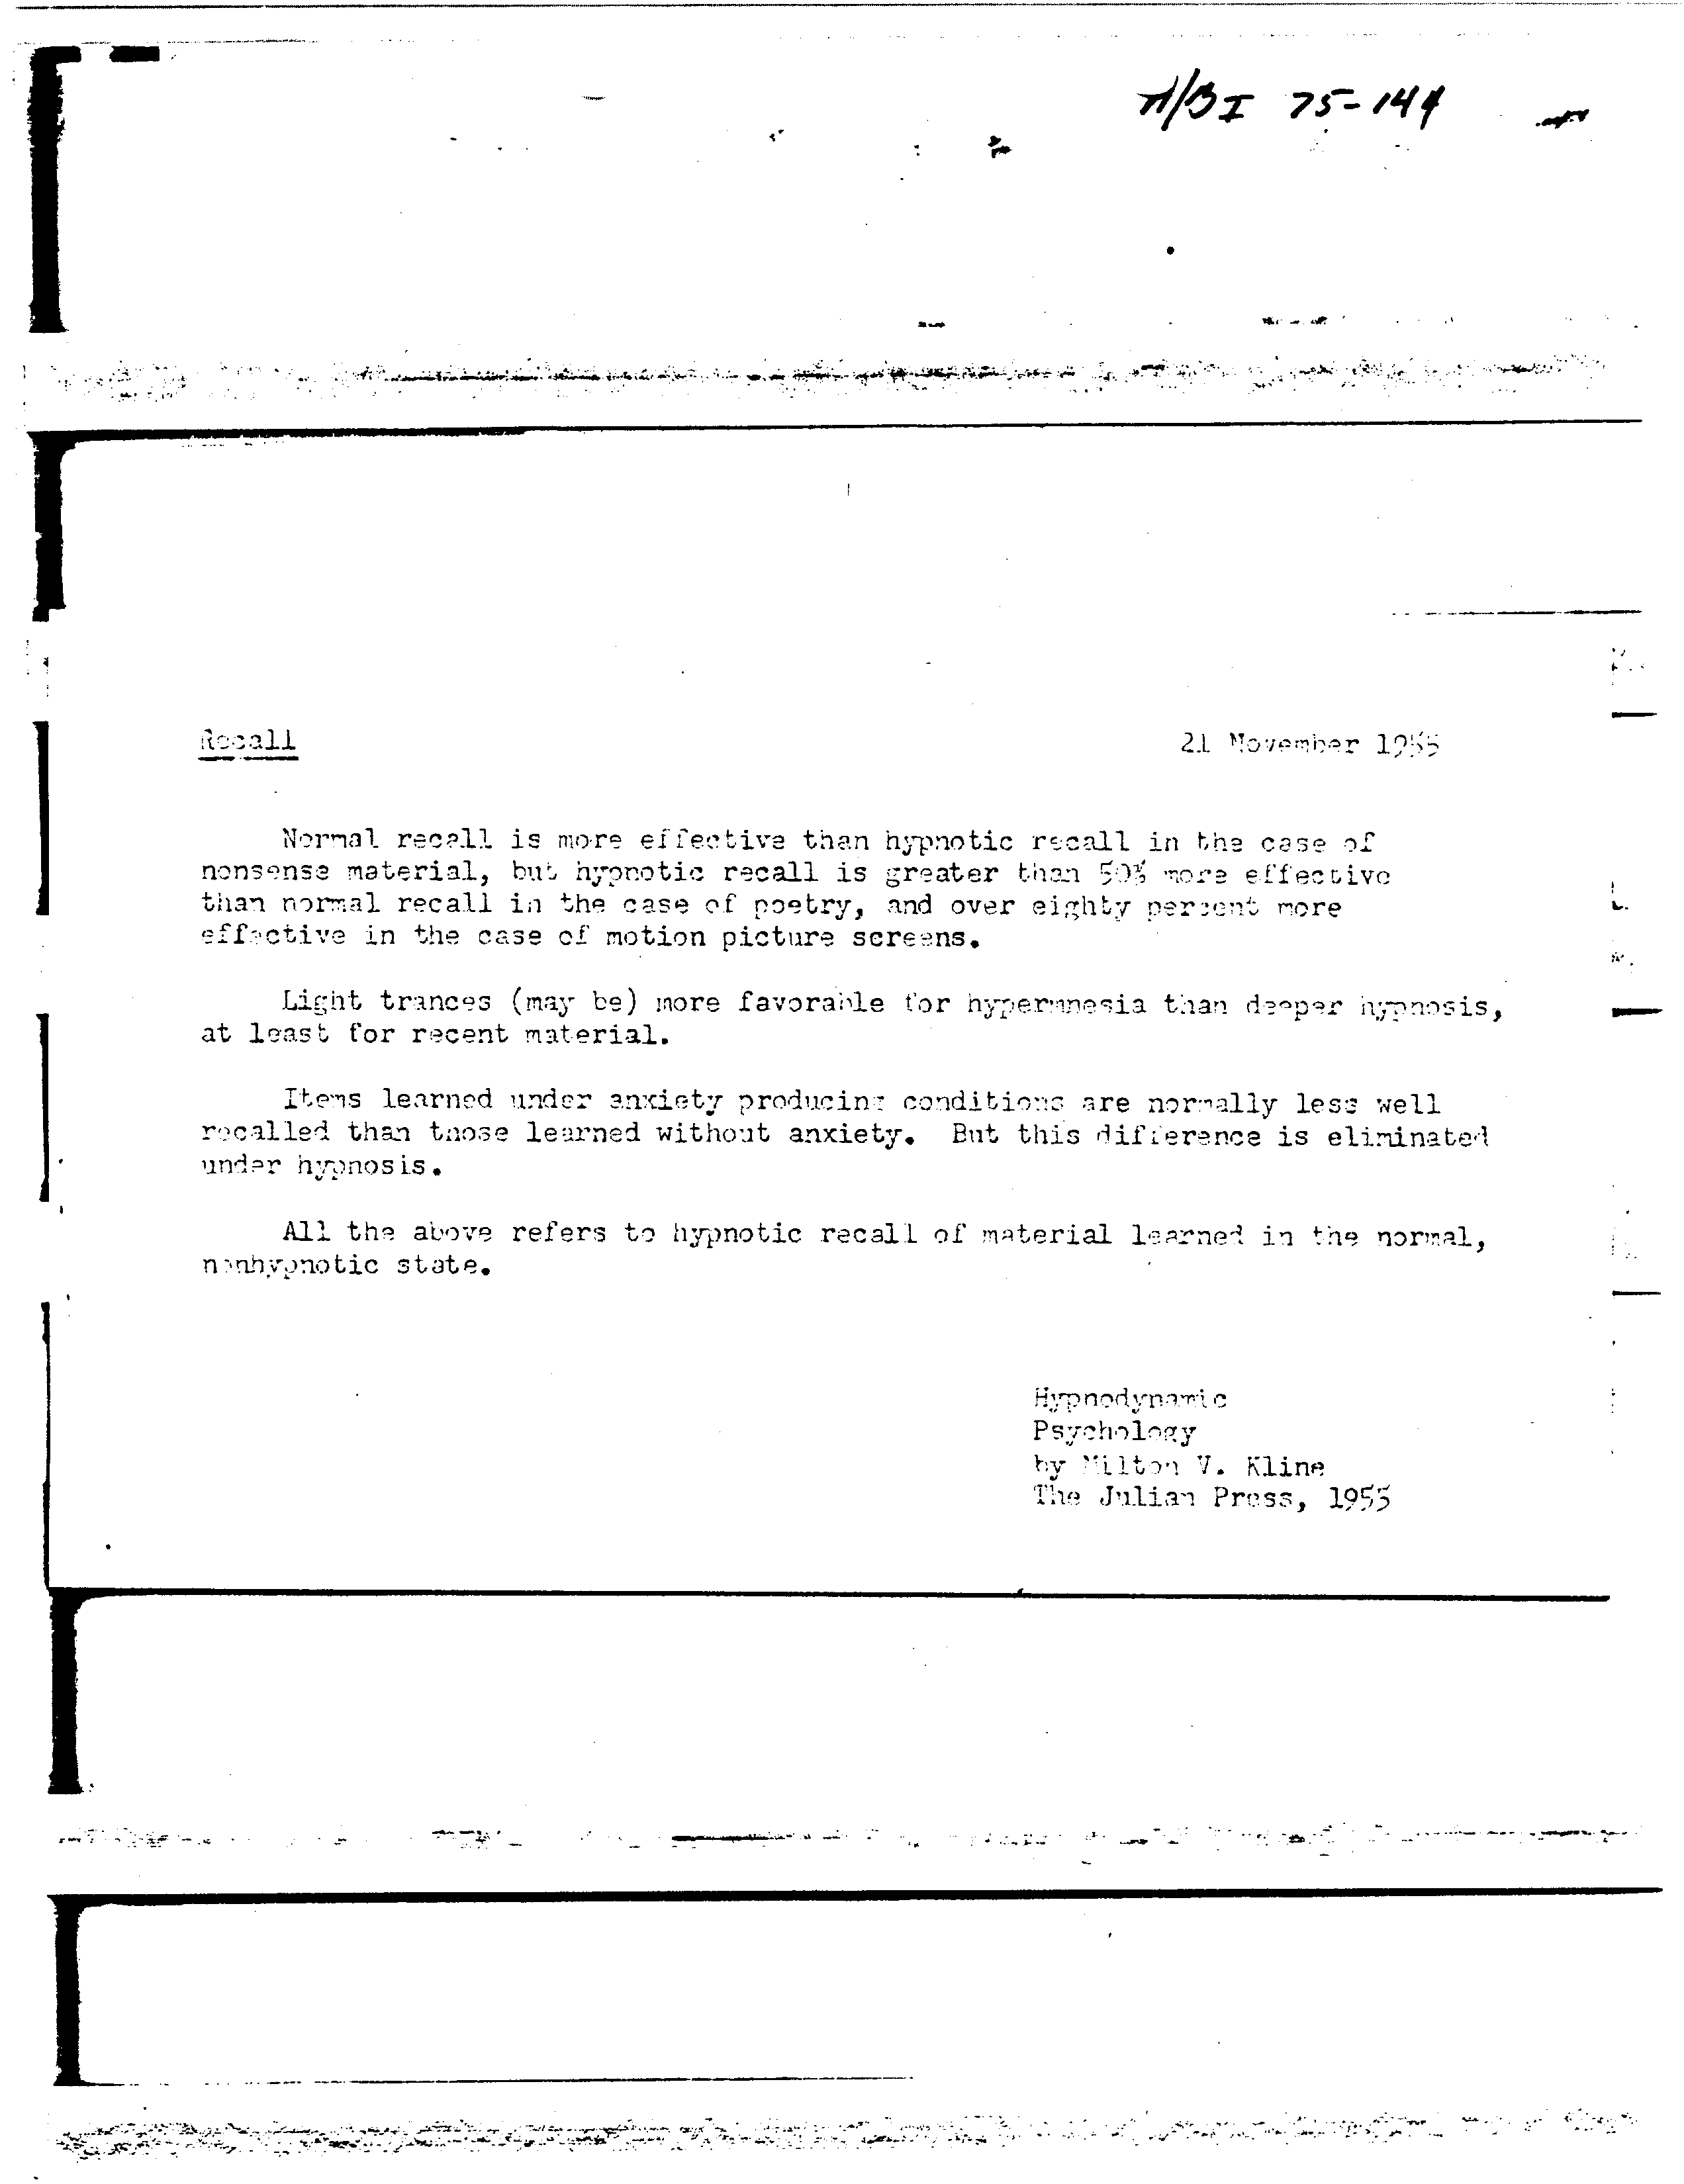 A/B I 75-144
Recall 21 November 1955
Normal recall is more effective than hypnotic recall in the case of
nonsense material, but hypnotic recall is greater than 50% more effective
than normal recall in the case of poetry, and over eighty percent more
effective in the case of motion picture screens.
Light trances (may be) more favorable for hypermnesia than deeper hypnosis,
at least for recent material.
Items learned under anxiety producing conditions are normally less well
recalled than those learned without anxiety. But this difference is eliminated
under hypnosis.
All the above refers to hypnotic recall of material learned in the normal,
nonhypnotic state.
Hypnodynamic
Psychology
by Milton V. Kline
The Julian Press, 1955